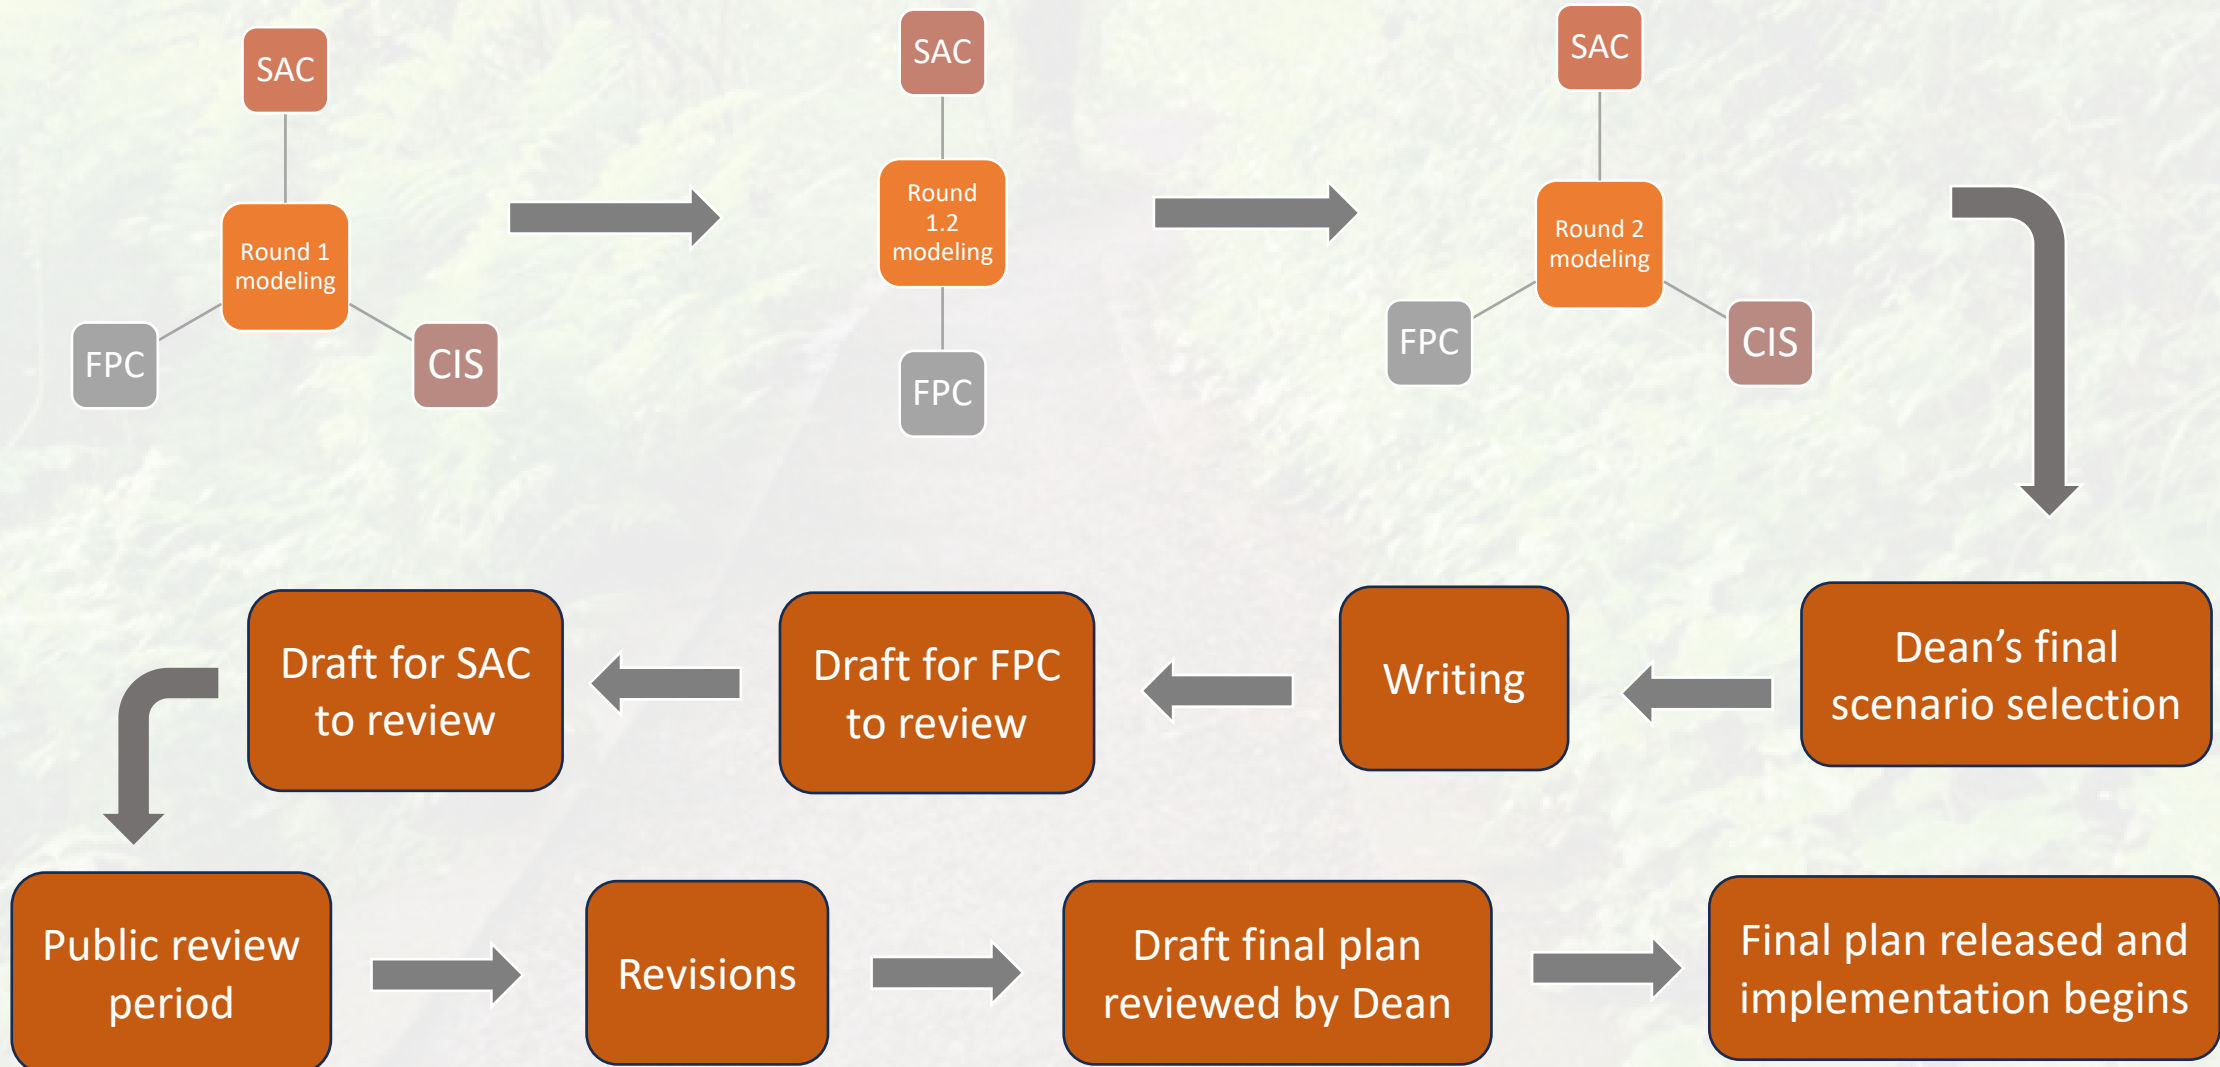 SAC
Round 1
modeling
FPC
CIS
SAC
Round
1.2
modeling
FPC
SAC
Round 2
modeling
FPC
CIS
Dean’s final
scenario selection
Writing
Draft for FPC
to review
Draft for SAC
to review
Public review
period
Revisions
Draft final plan
reviewed by Dean
Final plan released and
implementation begins